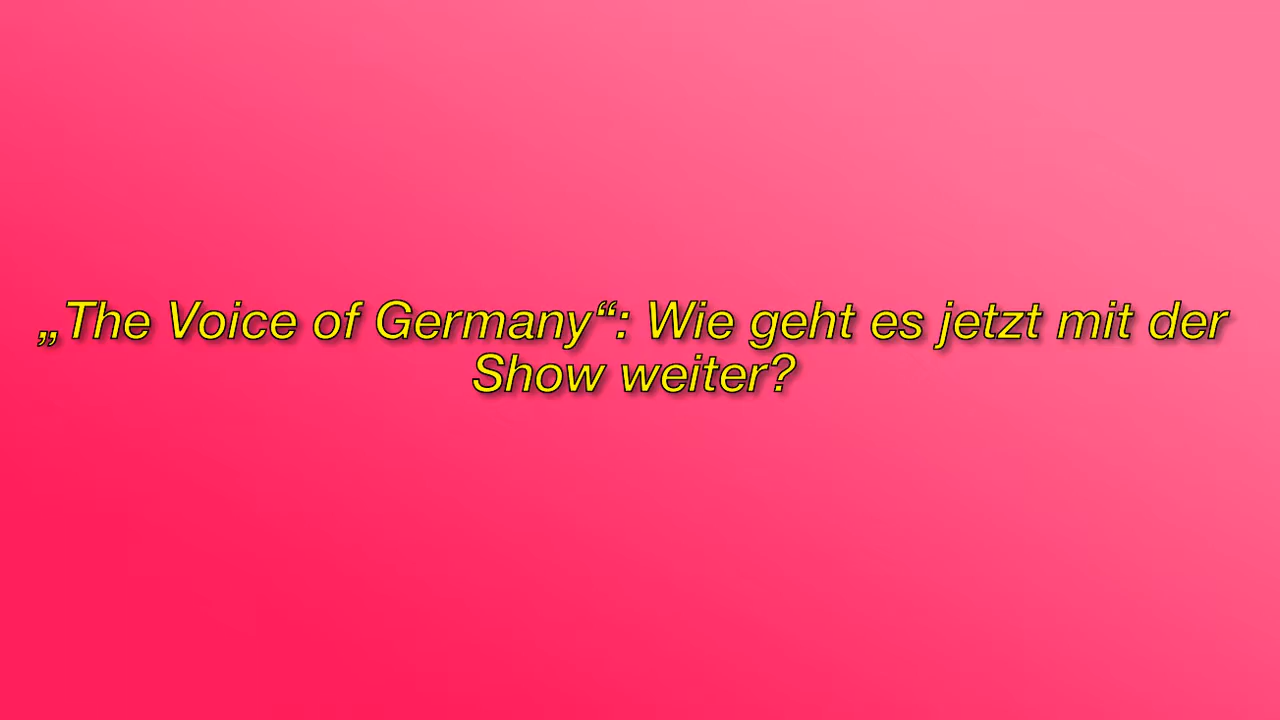 „The Voice of Germany“: Wie geht es jetzt mit der
Show weiter?